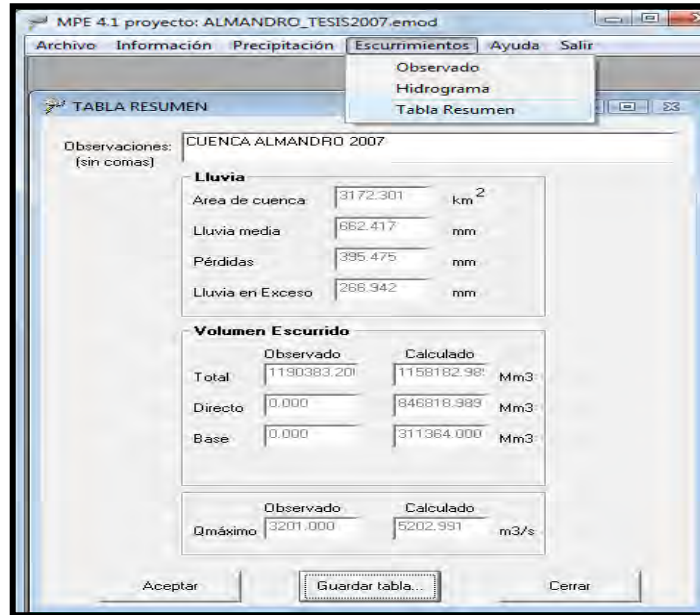 MPE 4.1 proyecto: ALMANDRO_TESIS2007.emod
Archivo Información Precipitación Escurrimientos Ayuda Salir
Observado
Hidrograma
Tabla Resumen
TABLA RESUMEN
Observaciones: CUENCA ALMANDRO 2007
(sin comas)
Lluvia
Area de cuenca 3172.301 km2
Lluvia media 662.417 mm
Pérdidas 395.475 mm
Lluvia en Exceso 266.942 mm
Volumen Escurrido
Observado Calculado
Total 1190383.20 1158182.98 Mm3
Directo 0.000 846818.989 Mm3
Base 0.000 311364.000 Mm3
Observado Calculado
Qmáximo 3201.000 5202.991 m3/s
Aceptar Guardar tabla... Cerrar